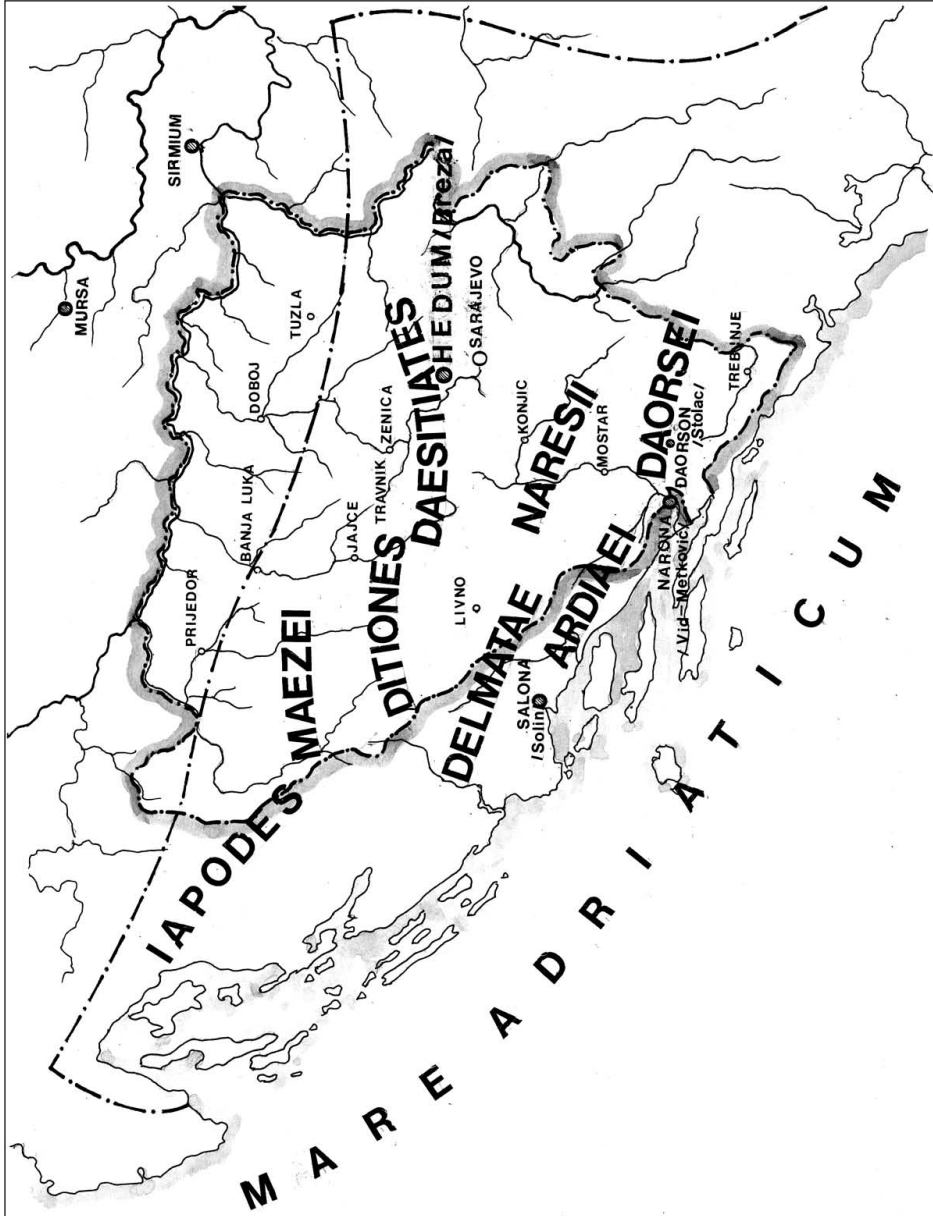 SIRMIUM
MURSA
TUZLA
DOBOJ
BANJA LUKA
PRIJEDOR
HEDUM /Breza/
SARAJEVO
ZENICA
TRAVNIK
JAJCE
DAESITIATES
DITIONES
MAEZEI
IAPODES
KONJIC
MOSTAR
LIVNO
NARESII
DELMATAE
ARDIAEI
DAORSEI
TREBINJE
DAORSON
/Stolac/
NARONA
/Vid-Metković/
SALONA
/Solin/
MARE ADRIATICUM